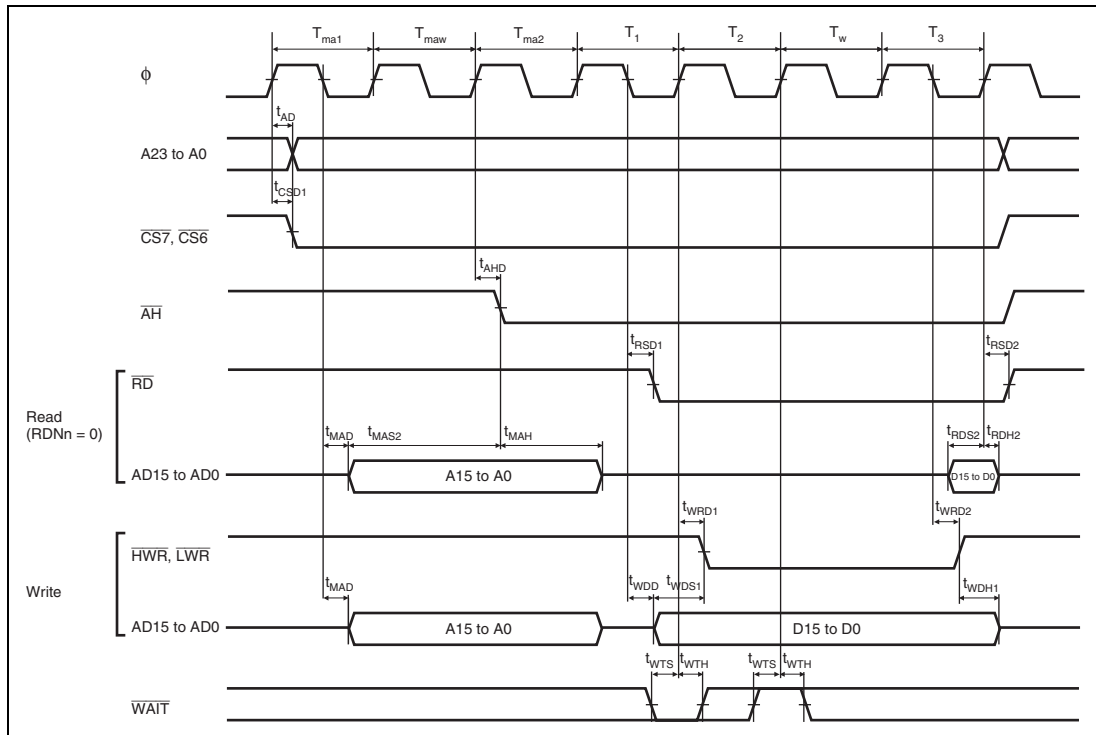 Tma1 Tmaw Tma2 T1 T2 Tw T3
ϕ
tAD
A23 to A0
tCSD1
CS7, CS6
tAHD
AH
tRSD1 tRSD2
RD
Read
(RDNn = 0)
tMAD tMAS2 tMAH tRDS2 tRDH2
AD15 to AD0 A15 to A0 D15 to D0
tWRD1 tWRD2
HWR, LWR
Write
tMAD tWDD tWDS1 tWDH1
AD15 to AD0 A15 to A0 D15 to D0
tWTS tWTH tWTS tWTH
WAIT